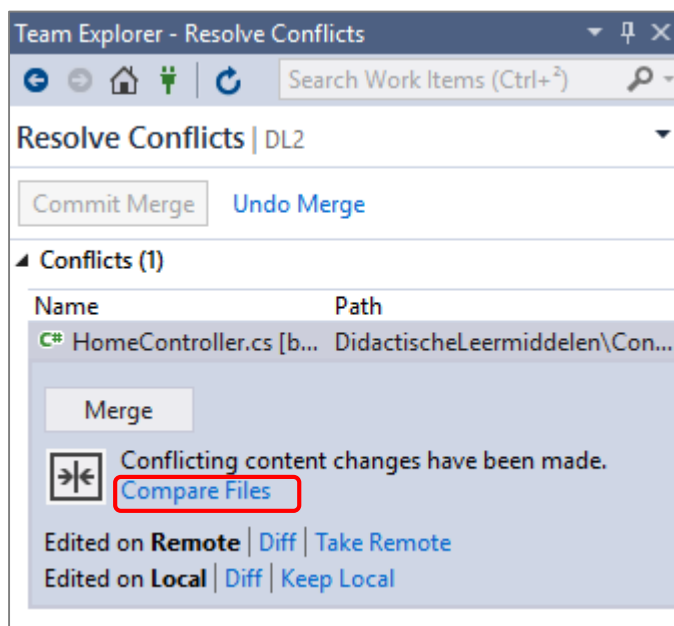 Team Explorer - Resolve Conflicts
Search Work Items (Ctrl+²)
Resolve Conflicts | DL2
Commit Merge Undo Merge
Conflicts (1)
Name Path
C# HomeController.cs [b... DidactischeLeermiddelen\Con...
Merge
Conflicting content changes have been made.
Compare Files
Edited on Remote | Diff | Take Remote
Edited on Local | Diff | Keep Local